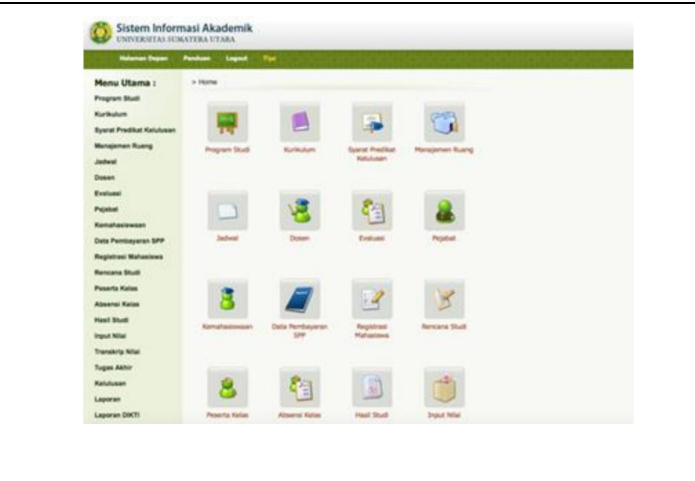 Sistem Informasi Akademik
UNIVERSITAS SUMATERA UTARA
Halaman Depan Panduan Logout Tips
Menu Utama :
Program Studi
Kurikulum
Syarat Predikat Kelulusan
Manajemen Ruang
Jadwal
Dosen
Evaluasi
Pejabat
Kemahasiswaan
Data Pembayaran SPP
Registrasi Mahasiswa
Rencana Studi
Peserta Kelas
Absensi Kelas
Hasil Studi
Input Nilai
Transkrip Nilai
Tugas Akhir
Kelulusan
Laporan
Laporan DIKTI
> Home
Program Studi
Kurikulum
Syarat Predikat
Kelulusan
Manajemen Ruang
Jadwal
Dosen
Evaluasi
Pejabat
Kemahasiswaan
Data Pembayaran
SPP
Registrasi
Mahasiswa
Rencana Studi
Peserta Kelas
Absensi Kelas
Hasil Studi
Input Nilai